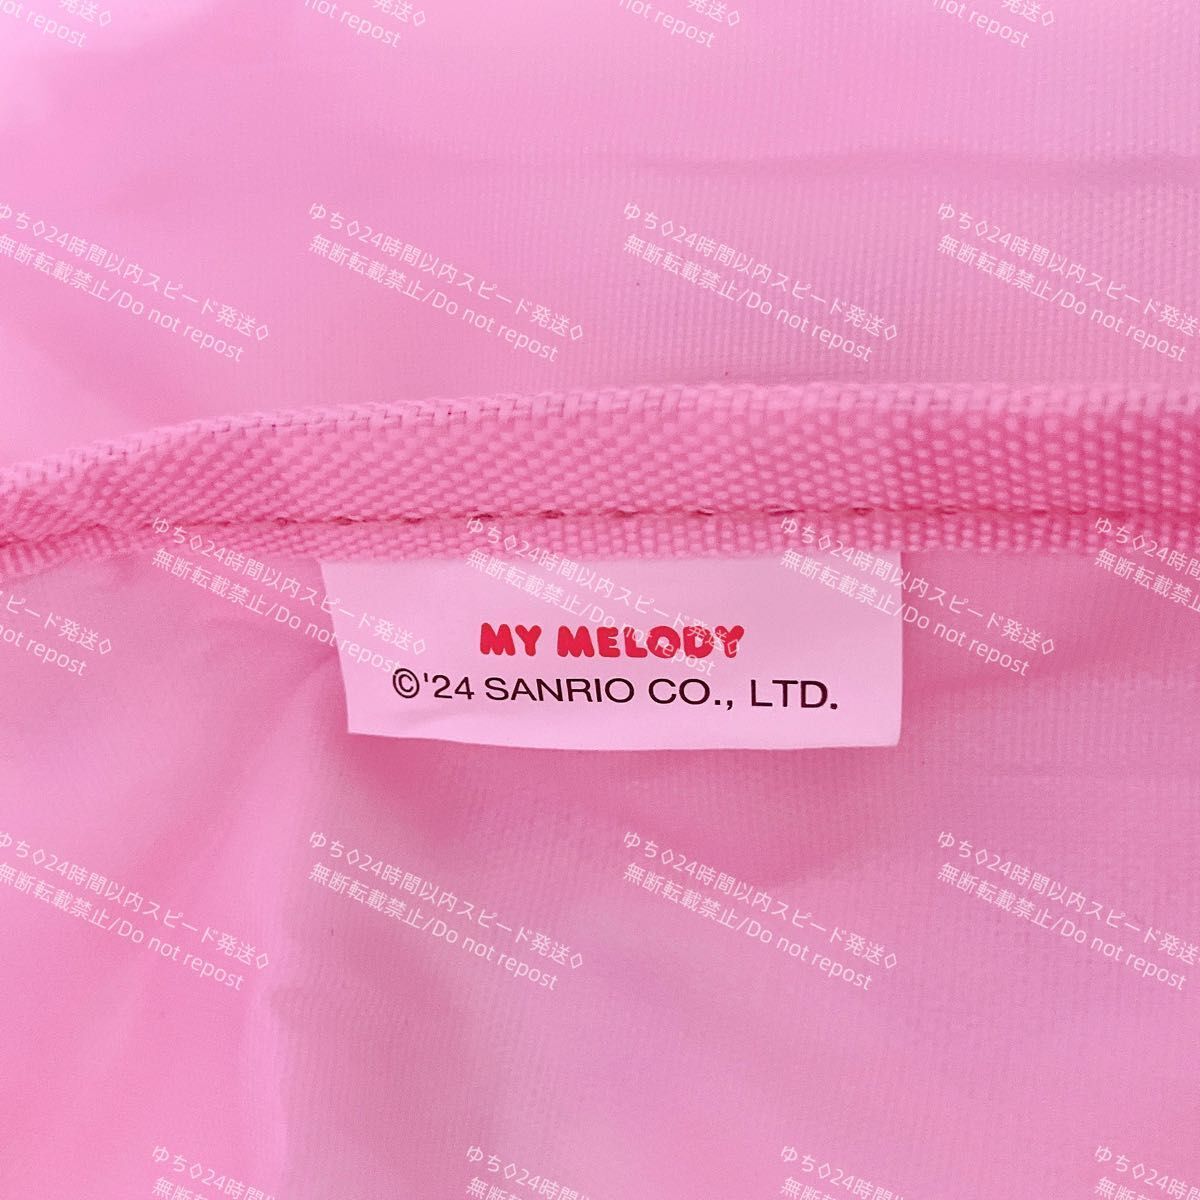 ゆち◇24時間以内スピード発送◇
無断転載禁止/Do not repost
MY MELODY
©'24 SANRIO CO., LTD.